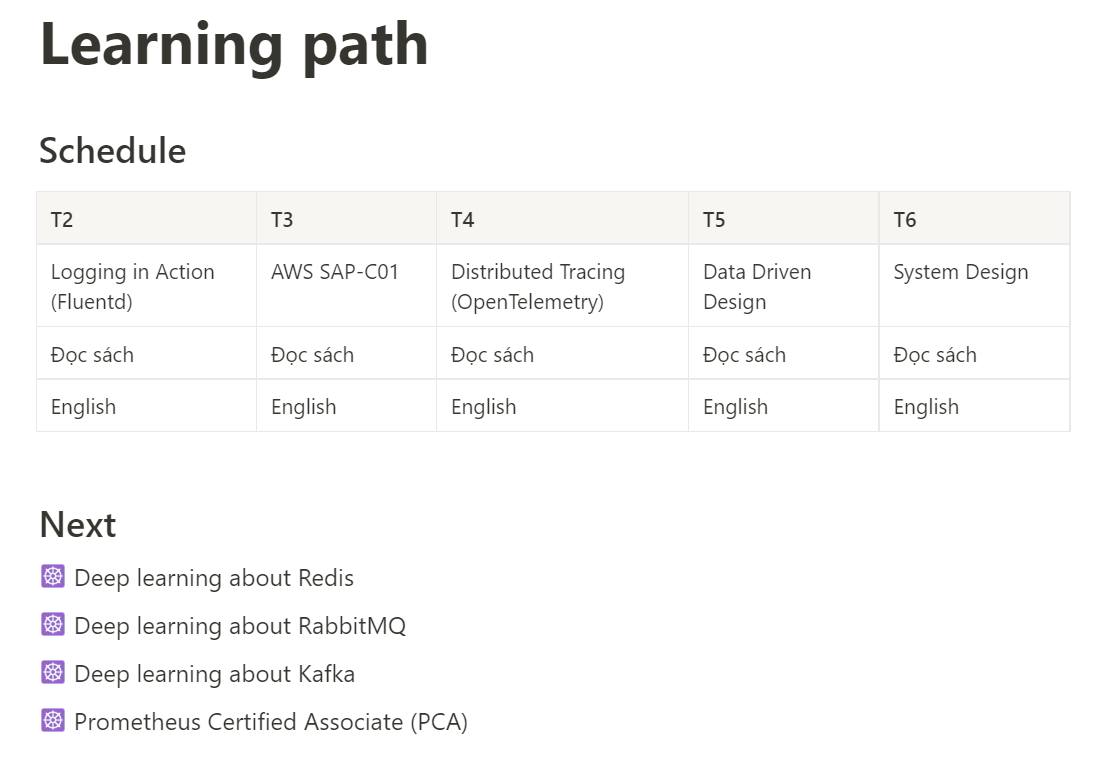 Learning path
Schedule
T2 T3 T4 T5 T6
Logging in Action (Fluentd) AWS SAP-C01 Distributed Tracing (OpenTelemetry) Data Driven Design System Design
Đọc sách Đọc sách Đọc sách Đọc sách Đọc sách
English English English English English
Next
Deep learning about Redis
Deep learning about RabbitMQ
Deep learning about Kafka
Prometheus Certified Associate (PCA)